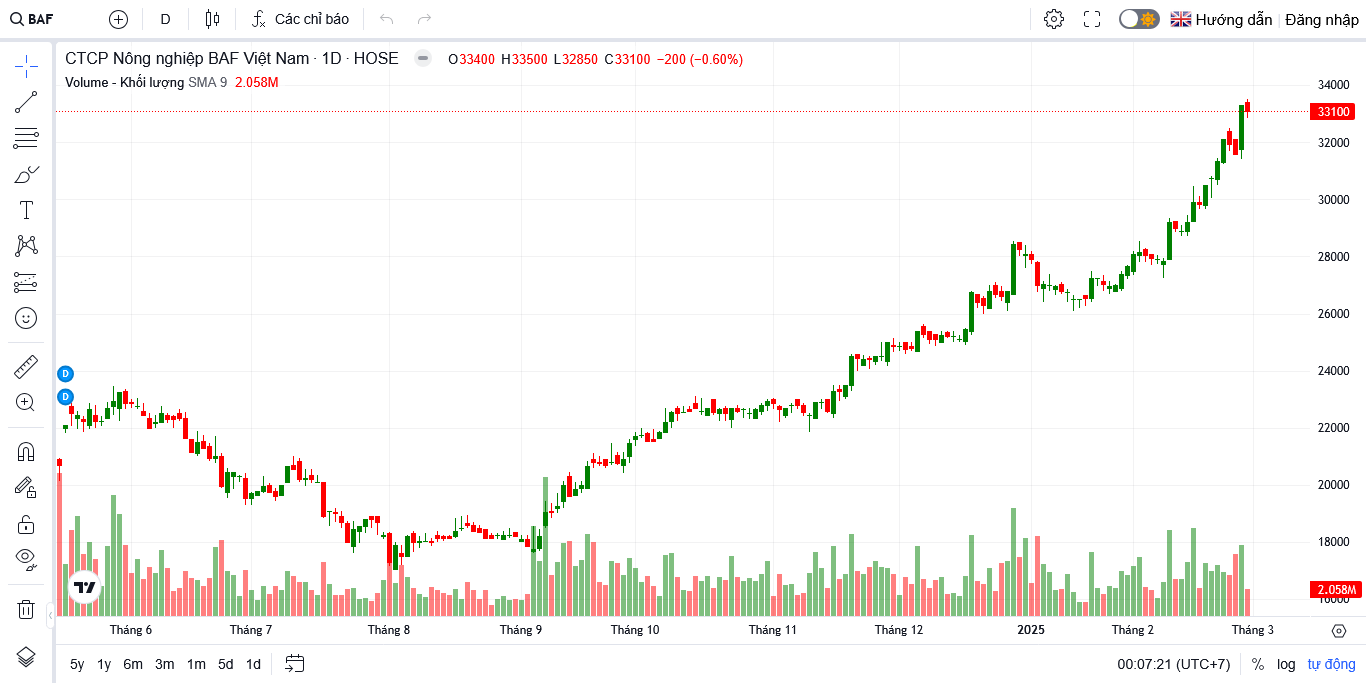 BAF D Các chỉ báo Hướng dẫn Đăng nhập
CTCP Nông nghiệp BAF Việt Nam · 1D · HOSE O33400 H33500 L32850 C33100 −200 (−0.60%)
Volume - Khối lượng SMA 9 2.058M
34000
33100
32000
30000
28000
26000
24000
22000
20000
18000
2.058M
16000
D
D
Tháng 6 Tháng 7 Tháng 8 Tháng 9 Tháng 10 Tháng 11 Tháng 12 2025 Tháng 2 Tháng 3
5y 1y 6m 3m 1m 5d 1d 00:07:21 (UTC+7) % log tự động